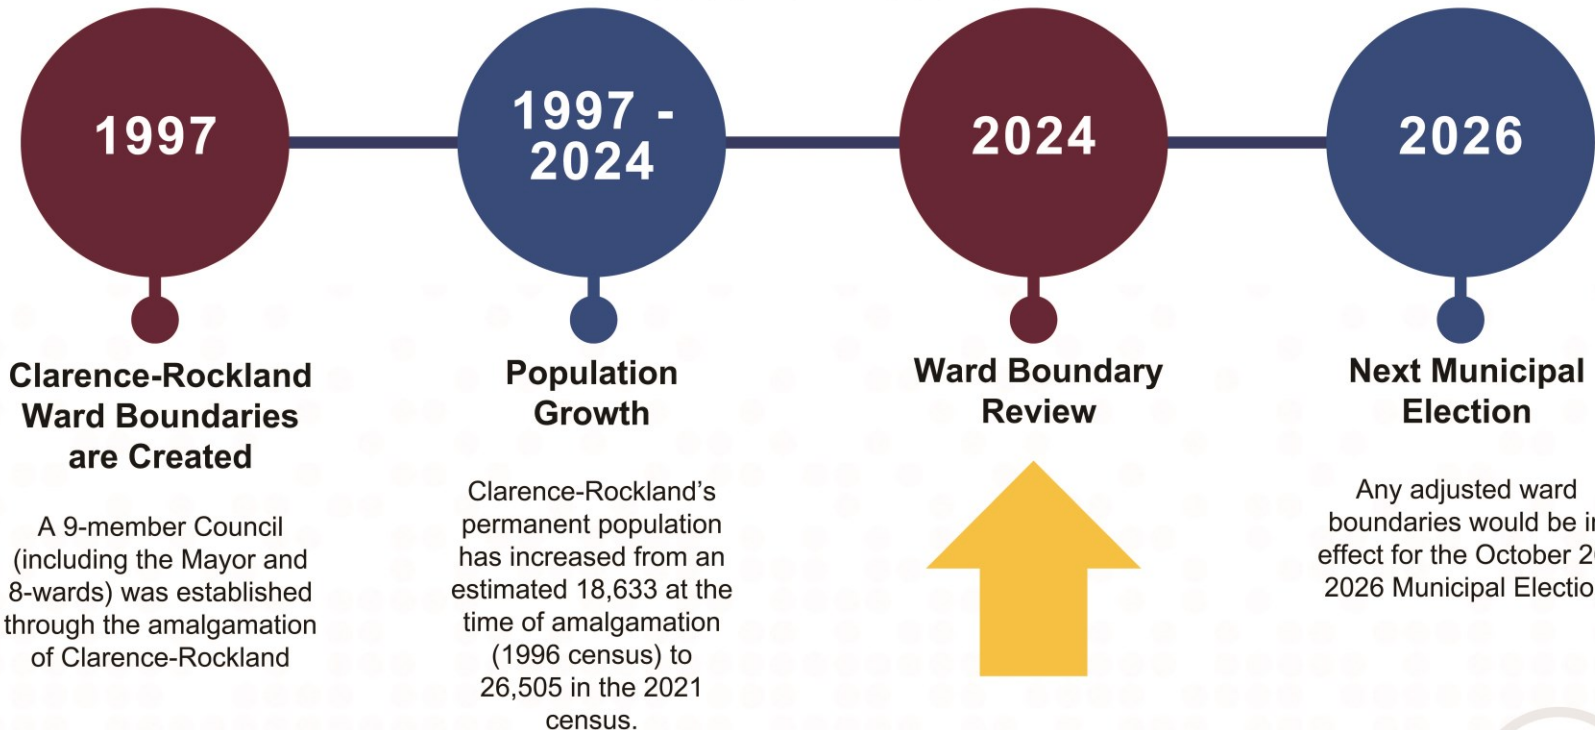 1997
Clarence-Rockland
Ward Boundaries
are Created
A 9-member Council
(including the Mayor and
8-wards) was established
through the amalgamation
of Clarence-Rockland
1997 -
2024
Population
Growth
Clarence-Rockland's
permanent population
has increased from an
estimated 18,633 at the
time of amalgamation
(1996 census) to
26,505 in the 2021
census.
2024
Ward Boundary
Review
2026
Next Municipal
Election
Any adjusted ward
boundaries would be
effect for the October
2026 Municipal